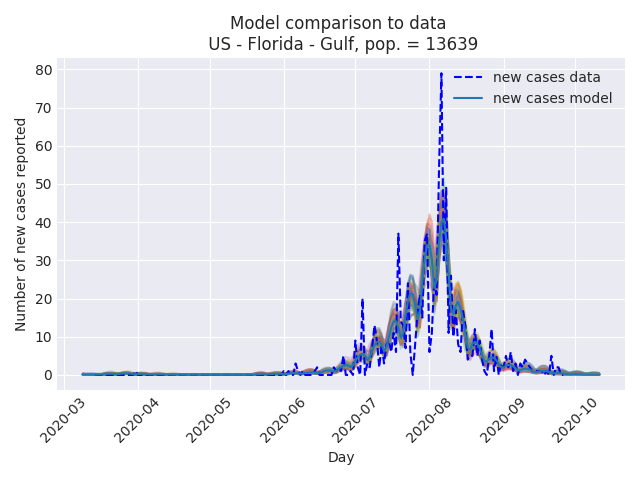 Model comparison to data
US - Florida - Gulf, pop. = 13639
new cases data
new cases model
Number of new cases reported
80
70
60
50
40
30
20
10
0
2020-03
2020-04
2020-05
2020-06
2020-07
2020-08
2020-09
2020-10
Day